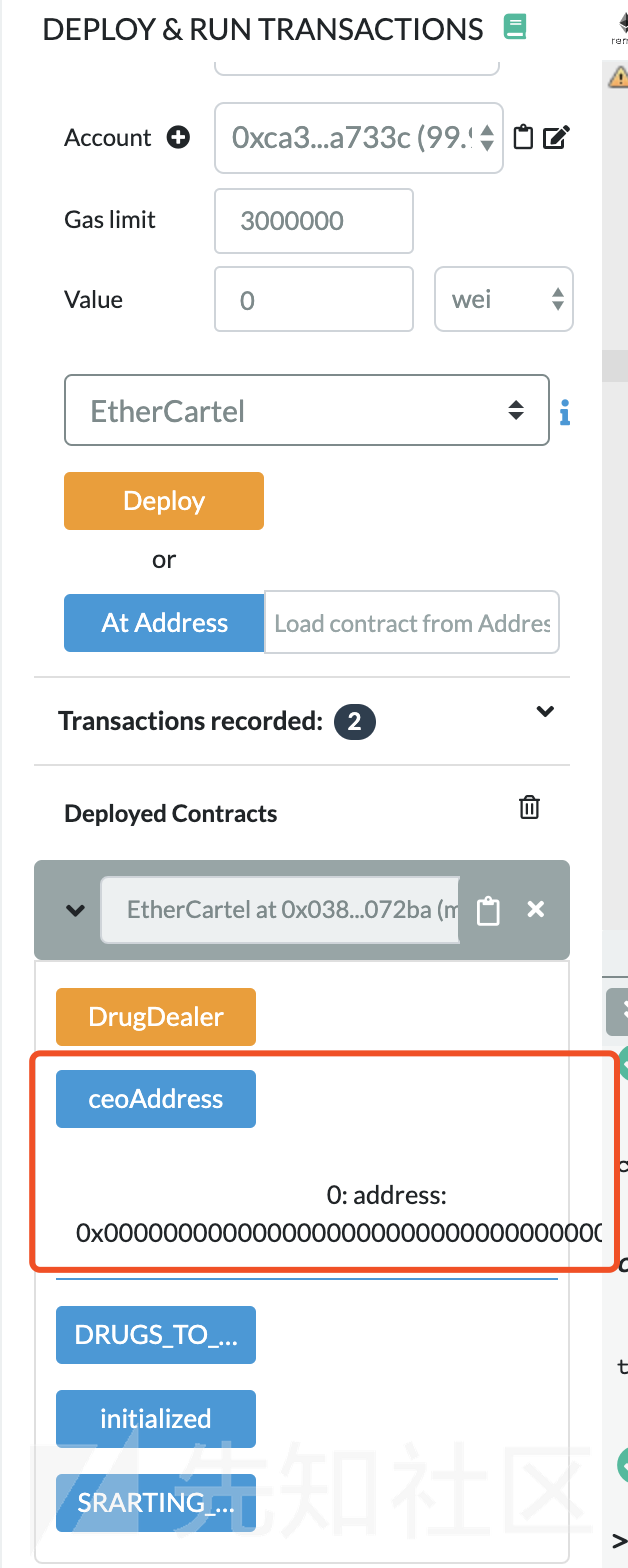 DEPLOY & RUN TRANSACTIONS
Account
0xca3...a733c (99.9
Gas limit
3000000
Value
0
wei
EtherCartel
Deploy
or
At Address
Load contract from Addres
Transactions recorded: 2
Deployed Contracts
EtherCartel at 0x038...072ba (m
DrugDealer
ceoAddress
0: address:
0x00000000000000000000000000000000
DRUGS_TO_...
initialized
SRARTING_...
先知社区